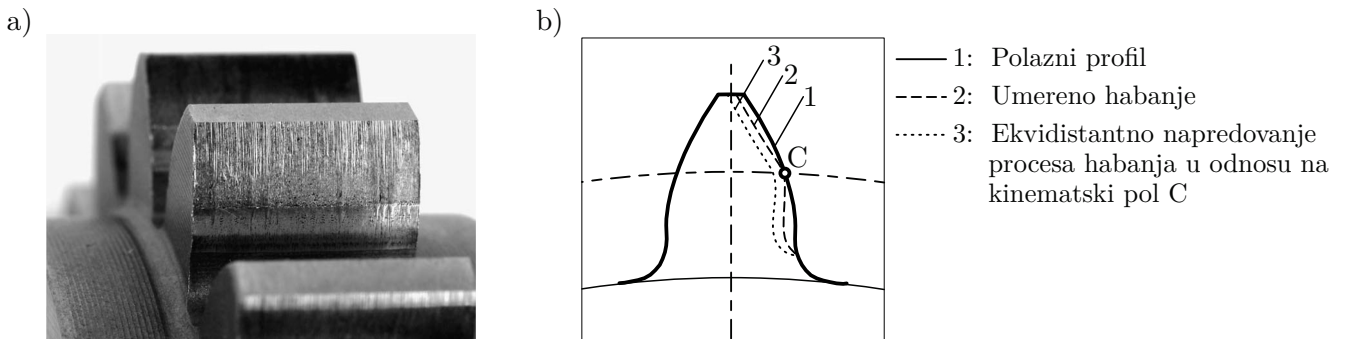 a)
b)
3
2
1
C
1: Polazni profil
2: Umereno habanje
3: Ekvidistantno napredovanje
procesa habanja u odnosu na
kinematski pol C